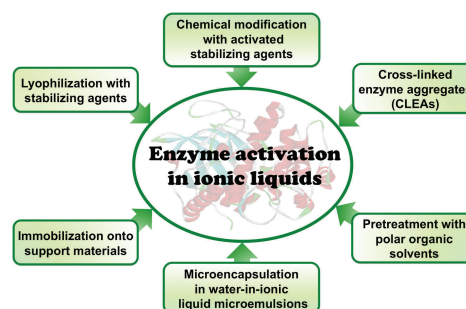 Chemical modification
with activated
stabilizing agents
Lyophilization with
stabilizing agents
Cross-linked
enzyme aggregate
(CLEAs)
Enzyme activation
in ionic liquids
Immobilization onto
support materials
Pretreatment with
polar organic
solvents
Microencapsulation
in water-in-ionic
liquid microemulsions